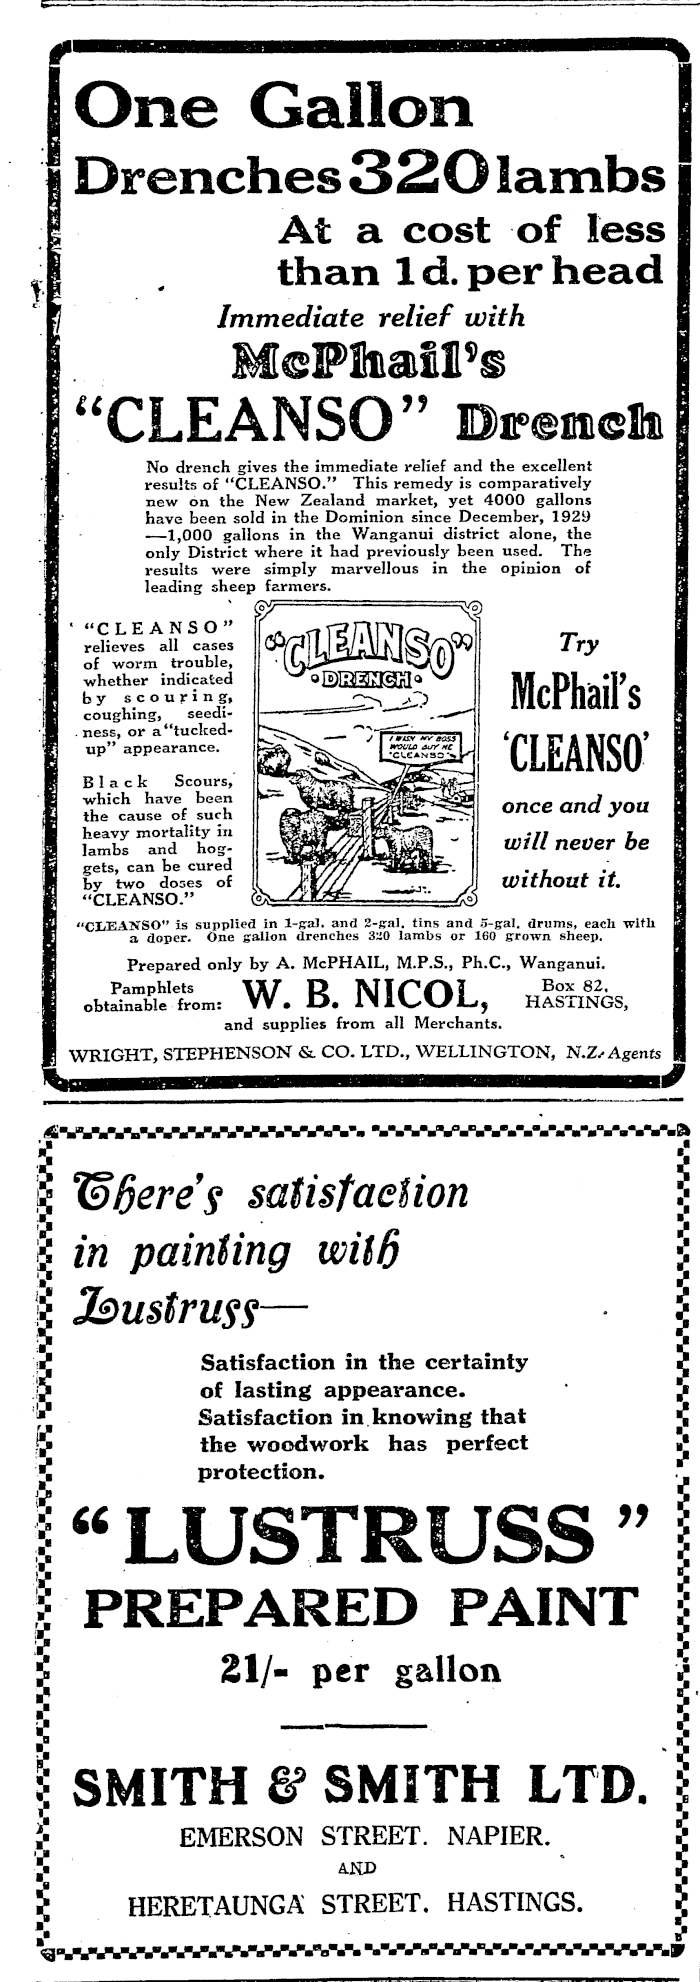 One Gallon
Drenches 320 lambs
At a cost of less
than 1d. per head
Immediate relief with
McPhail's
"CLEANSO" Drench
No drench gives the immediate relief and the excellent
results of "CLEANSO." This remedy is comparatively
new on the New Zealand market, yet 4000 gallons
have been sold in the Dominion since December, 1929
—1,000 gallons in the Wanganui district alone, the
only District where it had previously been used. The
results were simply marvellous in the opinion of
leading sheep farmers.
"CLEANSO"
relieves all cases
of worm trouble,
whether indicated
by scouring,
coughing, seedi-
ness, or a "tucked-
up" appearance.
Black Scours,
which have been
the cause of such
heavy mortality in
lambs and hog-
gets, can be cured
by two doses of
"CLEANSO."
"CLEANSO"
DRENCH
I WISH MY BOSS
WOULD BUY ME
"CLEANSO"
Try
McPhail's
'CLEANSO'
once and you
will never be
without it.
"CLEANSO" is supplied in 1-gal. and 2-gal. tins and 5-gal. drums, each with
a doper. One gallon drenches 320 lambs or 160 grown sheep.
Prepared only by A. McPHAIL, M.P.S., Ph.C., Wanganui.
Pamphlets
obtainable from:
W. B. NICOL,
Box 82,
HASTINGS,
and supplies from all Merchants.
WRIGHT, STEPHENSON & CO. LTD., WELLINGTON, N.Z. Agents
There's satisfaction
in painting with
Lustruss—
Satisfaction in the certainty
of lasting appearance.
Satisfaction in knowing that
the woodwork has perfect
protection.
"LUSTRUSS"
PREPARED PAINT
21/- per gallon
SMITH & SMITH LTD.
EMERSON STREET. NAPIER.
AND
HERETAUNGA STREET. HASTINGS.